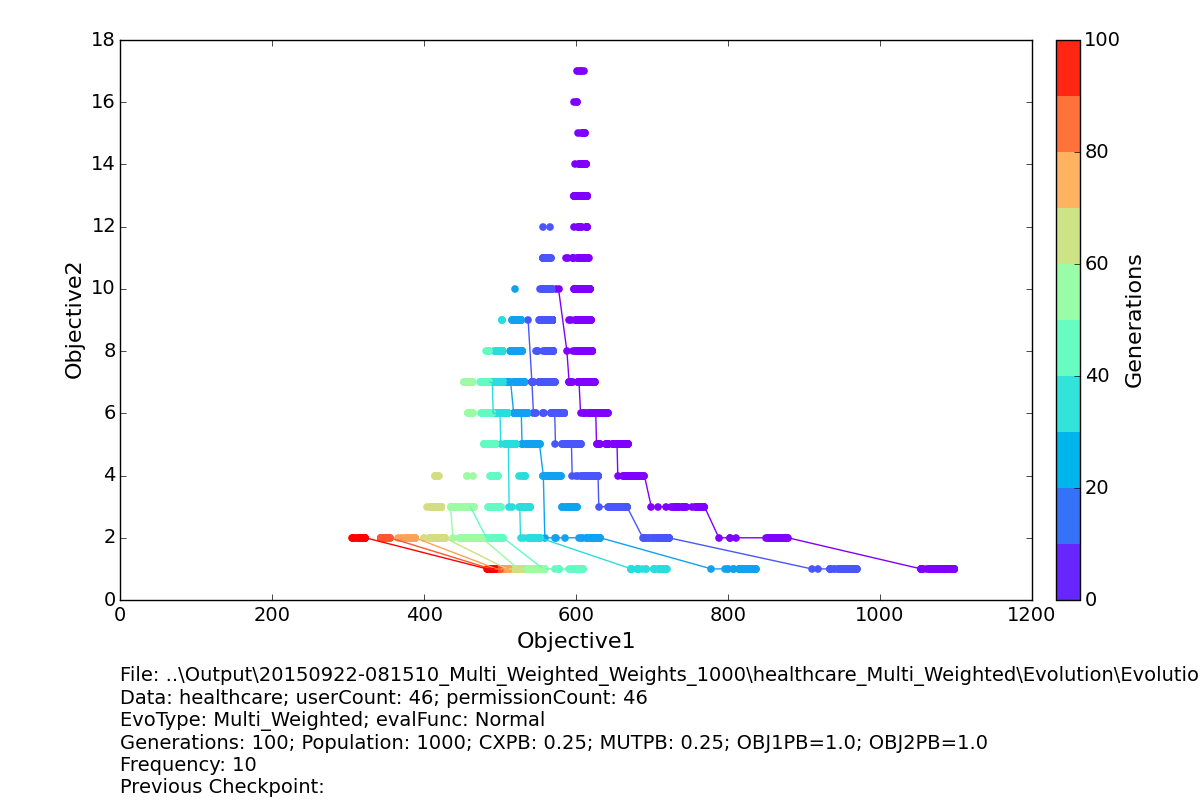 18
16
14
12
10
8
6
4
2
0
0 200 400 600 800 1000 1200
Objective2
Objective1
100
80
60
40
20
0
Generations
File: ..\Output\20150922-081510_Multi_Weighted_Weights_1000\healthcare_Multi_Weighted\Evolution\Evolutio
Data: healthcare; userCount: 46; permissionCount: 46
EvoType: Multi_Weighted; evalFunc: Normal
Generations: 100; Population: 1000; CXPB: 0.25; MUTPB: 0.25; OBJ1PB=1.0; OBJ2PB=1.0
Frequency: 10
Previous Checkpoint: